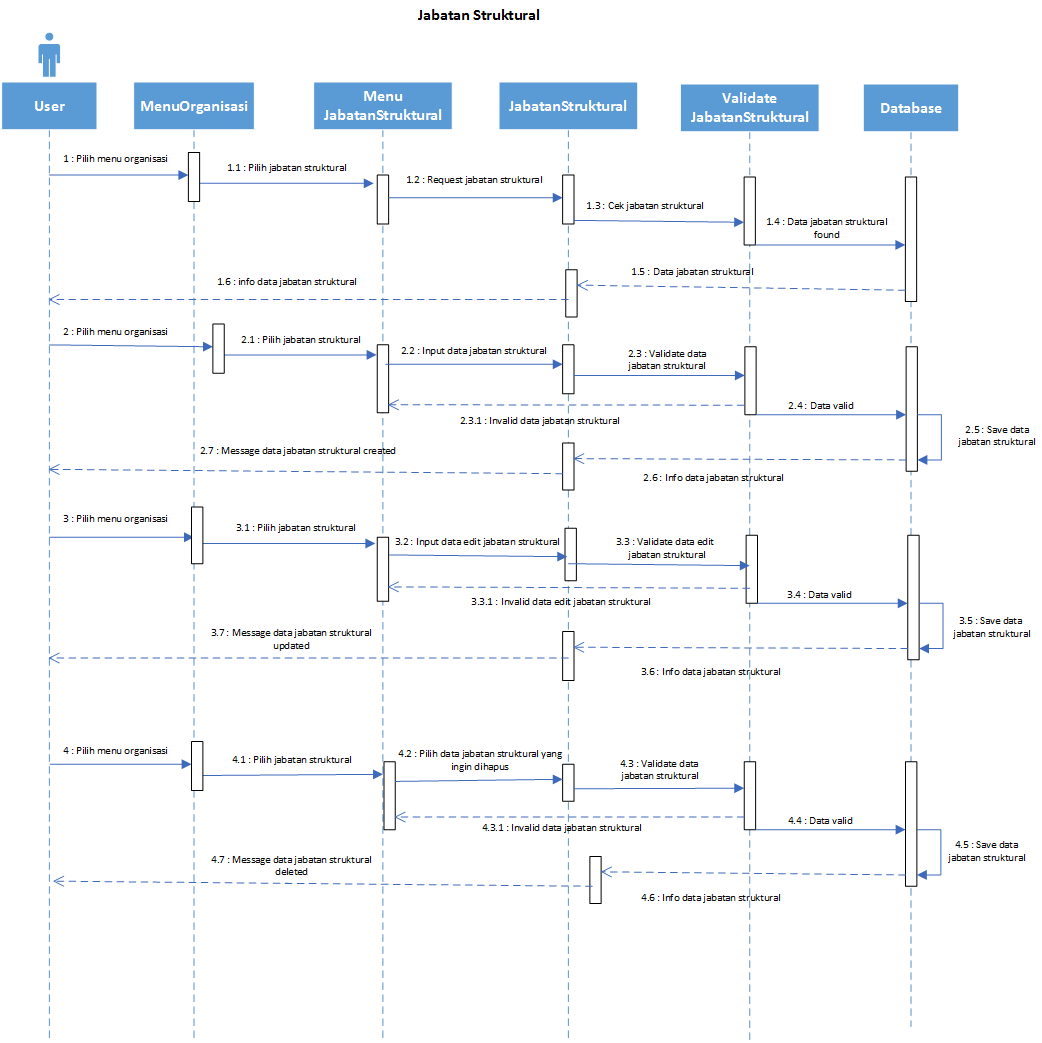 Jabatan Struktural
User
MenuOrganisasi
Menu
JabatanStruktural
JabatanStruktural
Validate
JabatanStruktural
Database
1 : Pilih menu organisasi
1.1 : Pilih jabatan struktural
1.2 : Request jabatan struktural
1.3 : Cek jabatan struktural
1.4 : Data jabatan struktural
found
1.5 : Data jabatan struktural
1.6 : info data jabatan struktural
2 : Pilih menu organisasi
2.1 : Pilih jabatan struktural
2.2 : Input data jabatan struktural
2.3 : Validate data
jabatan struktural
2.3.1 : Invalid data jabatan struktural
2.4 : Data valid
2.5 : Save data
jabatan struktural
2.7 : Message data jabatan struktural created
2.6 : Info data jabatan struktural
3 : Pilih menu organisasi
3.1 : Pilih jabatan struktural
3.2 : Input data edit jabatan struktural
3.3 : Validate data edit
jabatan struktural
3.3.1 : Invalid data edit jabatan struktural
3.4 : Data valid
3.5 : Save data
jabatan struktural
3.7 : Message data jabatan struktural
updated
3.6 : Info data jabatan struktural
4 : Pilih menu organisasi
4.1 : Pilih jabatan struktural
4.2 : Pilih data jabatan struktural yang
ingin dihapus
4.3 : Validate data
jabatan struktural
4.3.1 : Invalid data jabatan struktural
4.4 : Data valid
4.5 : Save data
jabatan struktural
4.7 : Message data jabatan struktural
deleted
4.6 : Info data jabatan struktural